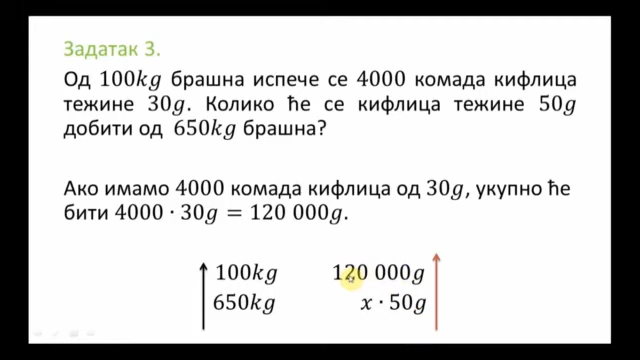 Задатак 3.
Од 100kg брашна испече се 4000 комада кифлица
тежине 30g. Колико ће се кифлица тежине 50g
добити од 650kg брашна?
Ако имамо 4000 комада кифлица од 30g, укупно ће
бити 4000 · 30g = 120 000g.
100kg 120 000g
650kg x · 50g